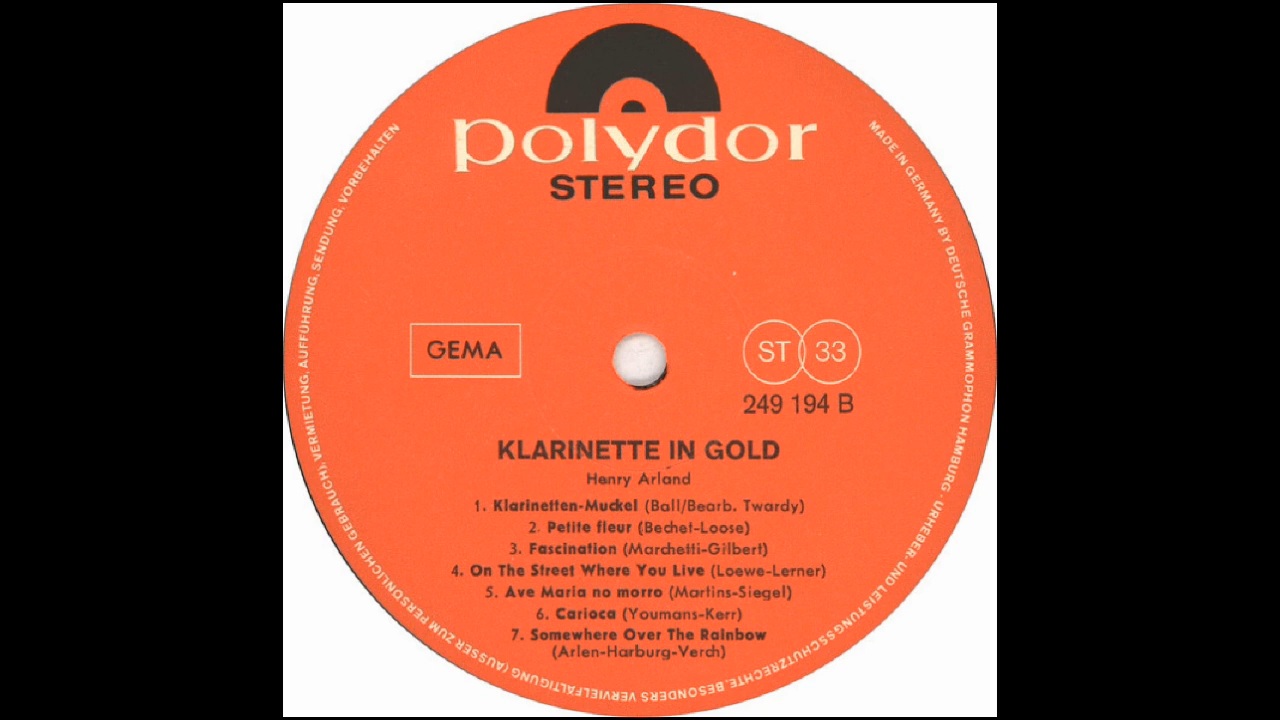 polydor
STEREO
MADE IN GERMANY BY DEUTSCHE GRAMMOPHON HAMBURG · URHEBER- UND LEISTUNGSSCHUTZRECHTE, BESONDERS VERVIELFÄLTIGUNG (AUSSER ZUM PERSÖNLICHEN GEBRAUCH), VERMIETUNG, AUFFÜHRUNG, SENDUNG, VORBEHALTEN
GEMA
ST 33
249 194 B
KLARINETTE IN GOLD
Henry Arland
1. Klarinetten-Muckel (Ball/Bearb. Twardy)
2. Petite fleur (Bechet-Loose)
3. Fascination (Marchetti-Gilbert)
4. On The Street Where You Live (Loewe-Lerner)
5. Ave Maria no morro (Martins-Siegel)
6. Carioca (Youmans-Kerr)
7. Somewhere Over The Rainbow
(Arlen-Harburg-Verch)